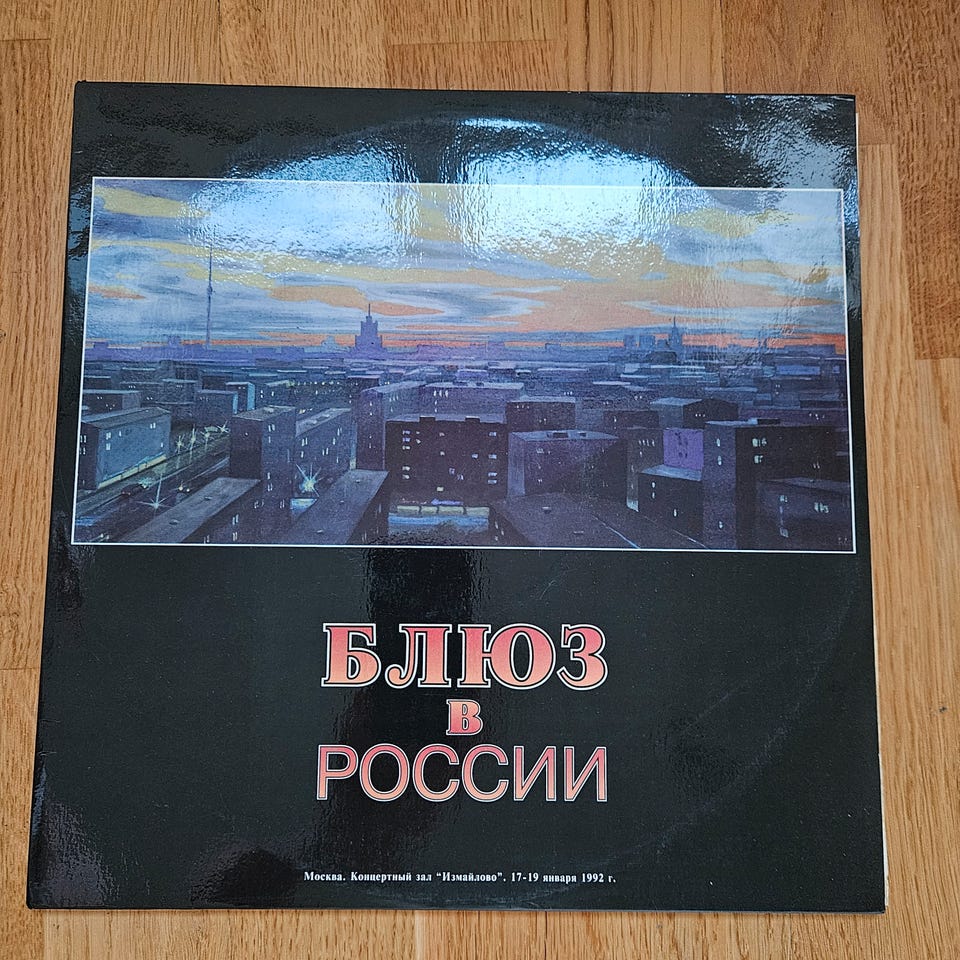 БЛЮЗ
в
РОССИИ
Москва. Концертный зал "Измайлово". 17-19 января 1992 г.